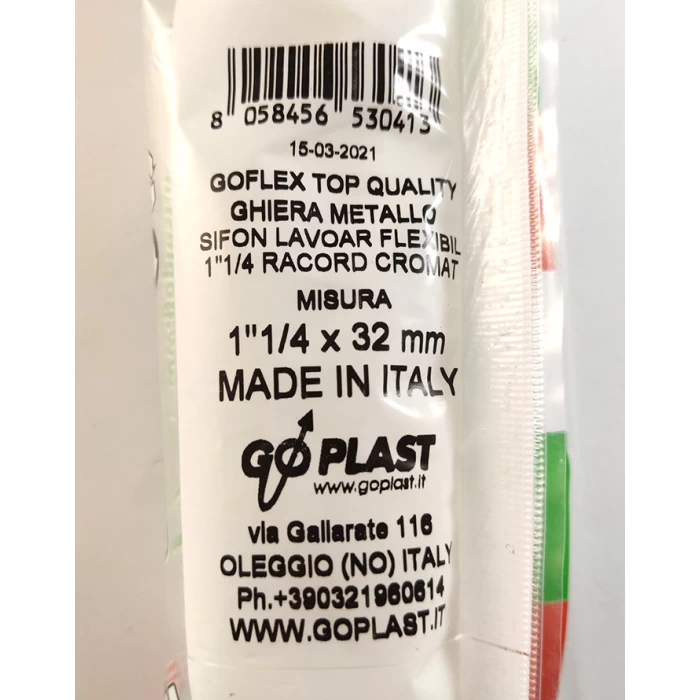 8 058456 530413
15-03-2021
GOFLEX TOP QUALITY
GHIERA METALLO
SIFON LAVOAR FLEXIBIL
1"1/4 RACORD CROMAT
MISURA
1"1/4 x 32 mm
MADE IN ITALY
GO PLAST
www.goplast.it
via Gallarate 116
OLEGGIO (NO) ITALY
Ph.+390321960614
WWW.GOPLAST.IT